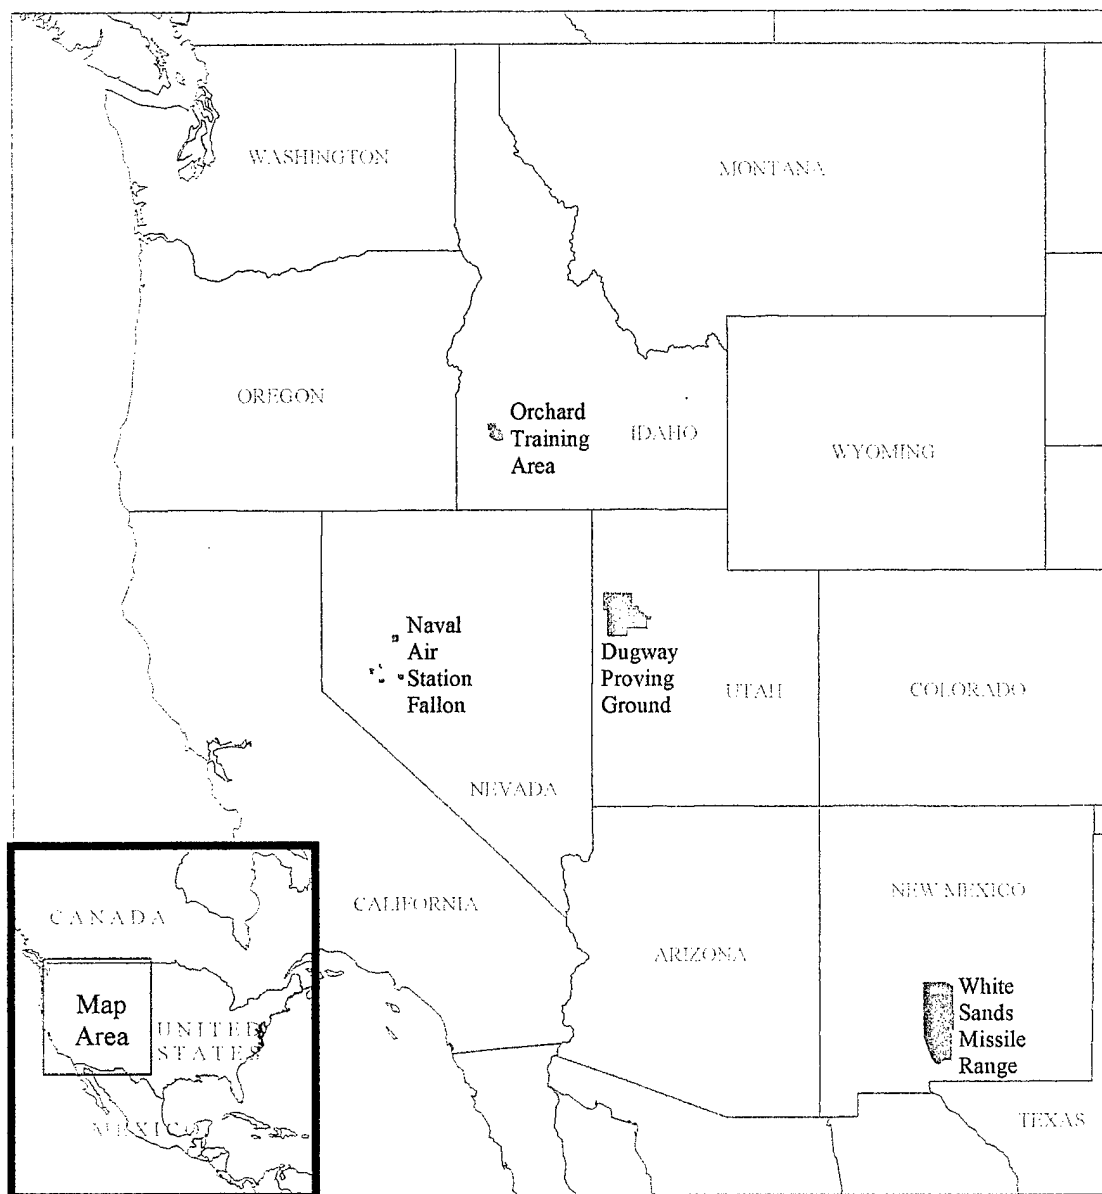 WASHINGTON
MONTANA
OREGON
Orchard
Training
Area
IDAHO
WYOMING
Naval
Air
Station
Fallon
Dugway
Proving
Ground
UTAH
COLORADO
NEVADA
CALIFORNIA
ARIZONA
NEW MEXICO
White
Sands
Missile
Range
TEXAS
CANADA
Map
Area
UNITED
STATES
MEXICO